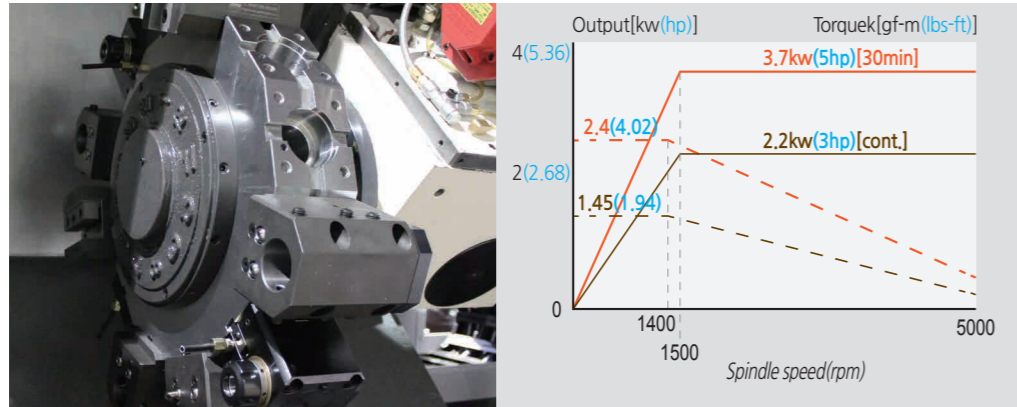 Output[kw(hp)] Torquek[gf-m(lbs-ft)]
4(5.36)
3.7kw(5hp)[30min]
2.4(4.02)
2.2kw(3hp)[cont.]
2(2.68)
1.45(1.94)
0
1400
5000
1500
Spindle speed(rpm)